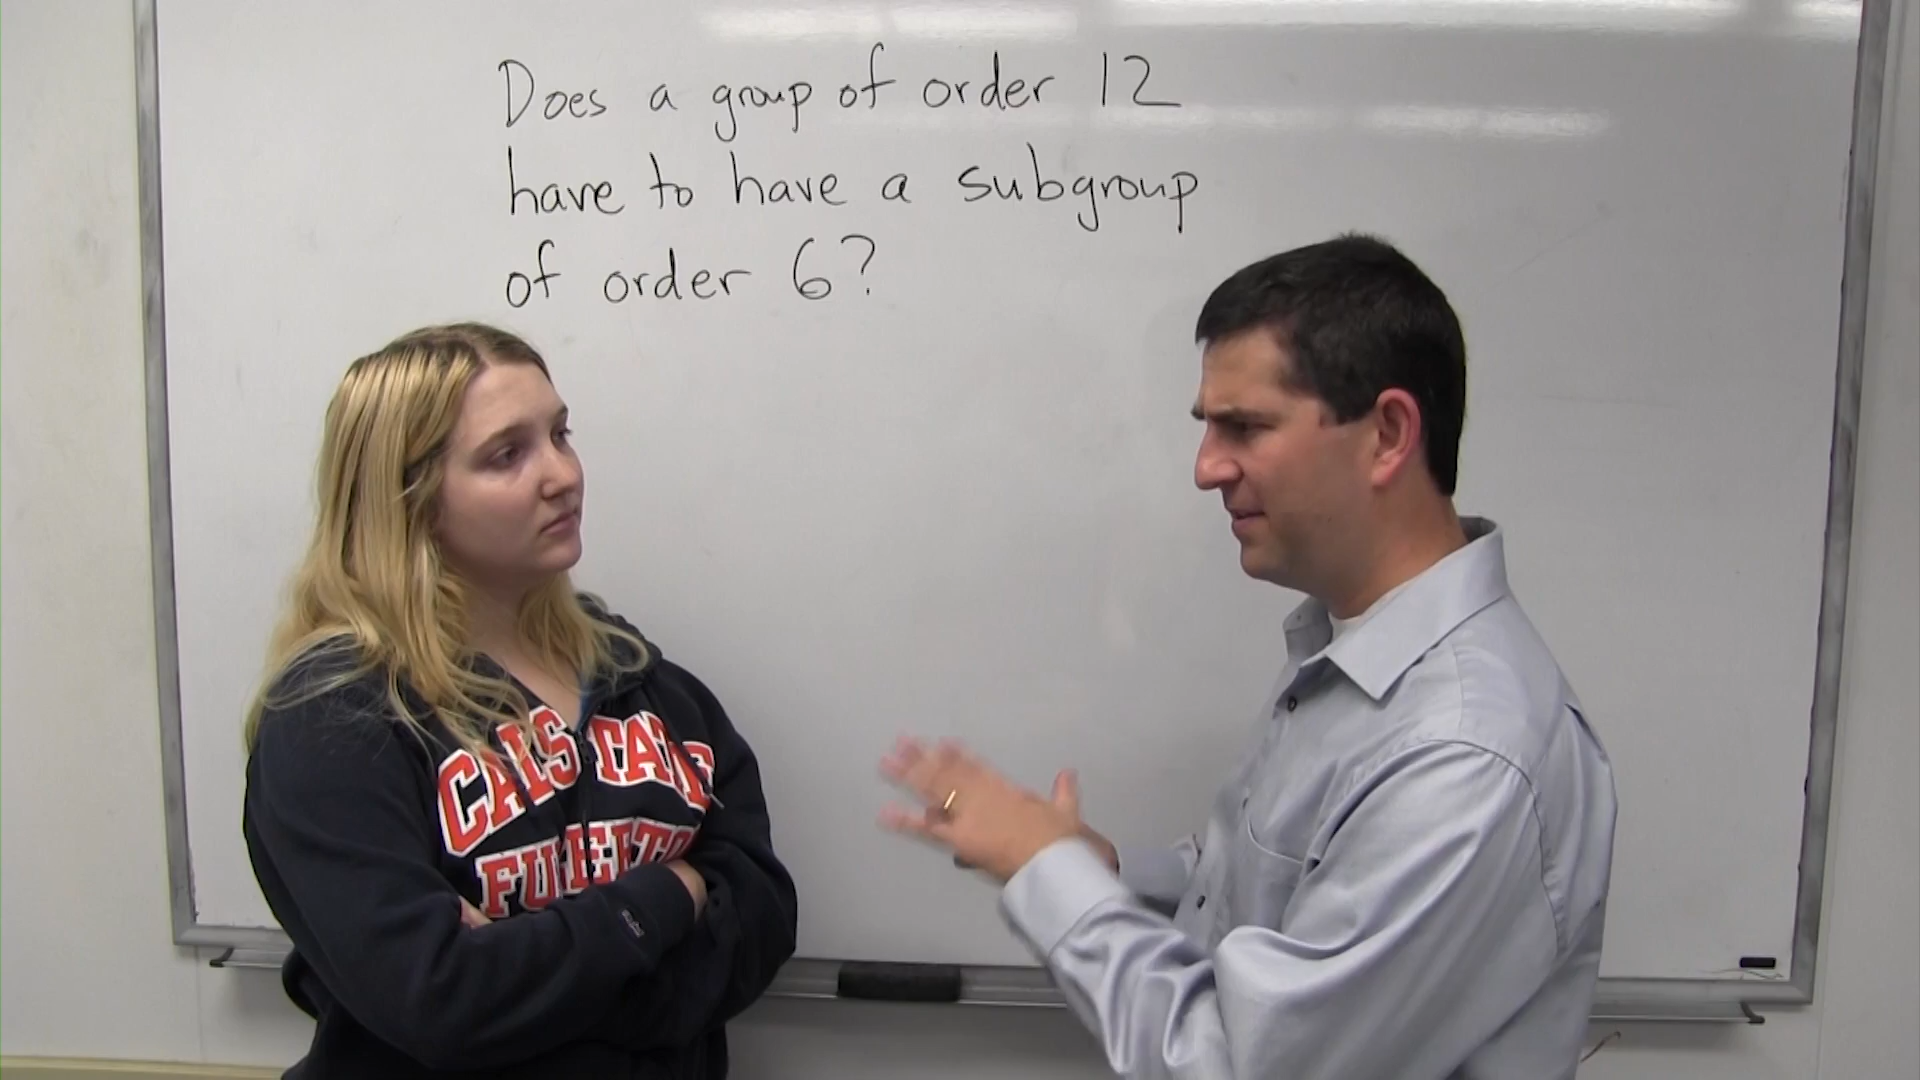 Does a group of order 12
have to have a subgroup
of order 6?
CAL STATE
FULLERTON